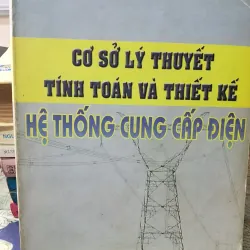 CƠ SỞ LÝ THUYẾT
TÍNH TOÁN VÀ THIẾT KẾ
HỆ THỐNG CUNG CẤP ĐIỆN